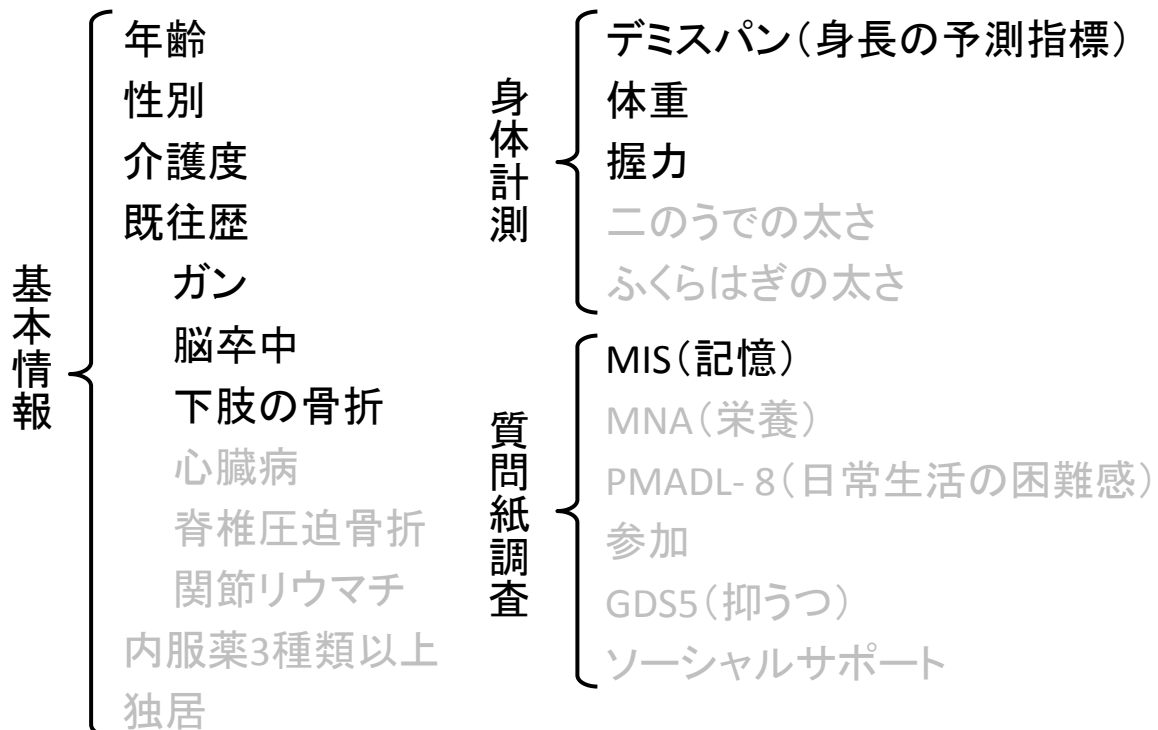 基本情報
年齢
性別
介護度
既往歴
ガン
脳卒中
下肢の骨折
心臓病
脊椎圧迫骨折
関節リウマチ
内服薬3種類以上
独居
身体計測
デミスパン（身長の予測指標）
体重
握力
二のうでの太さ
ふくらはぎの太さ
質問紙調査
MIS（記憶）
MNA（栄養）
PMADL- 8（日常生活の困難感）
参加
GDS5（抑うつ）
ソーシャルサポート